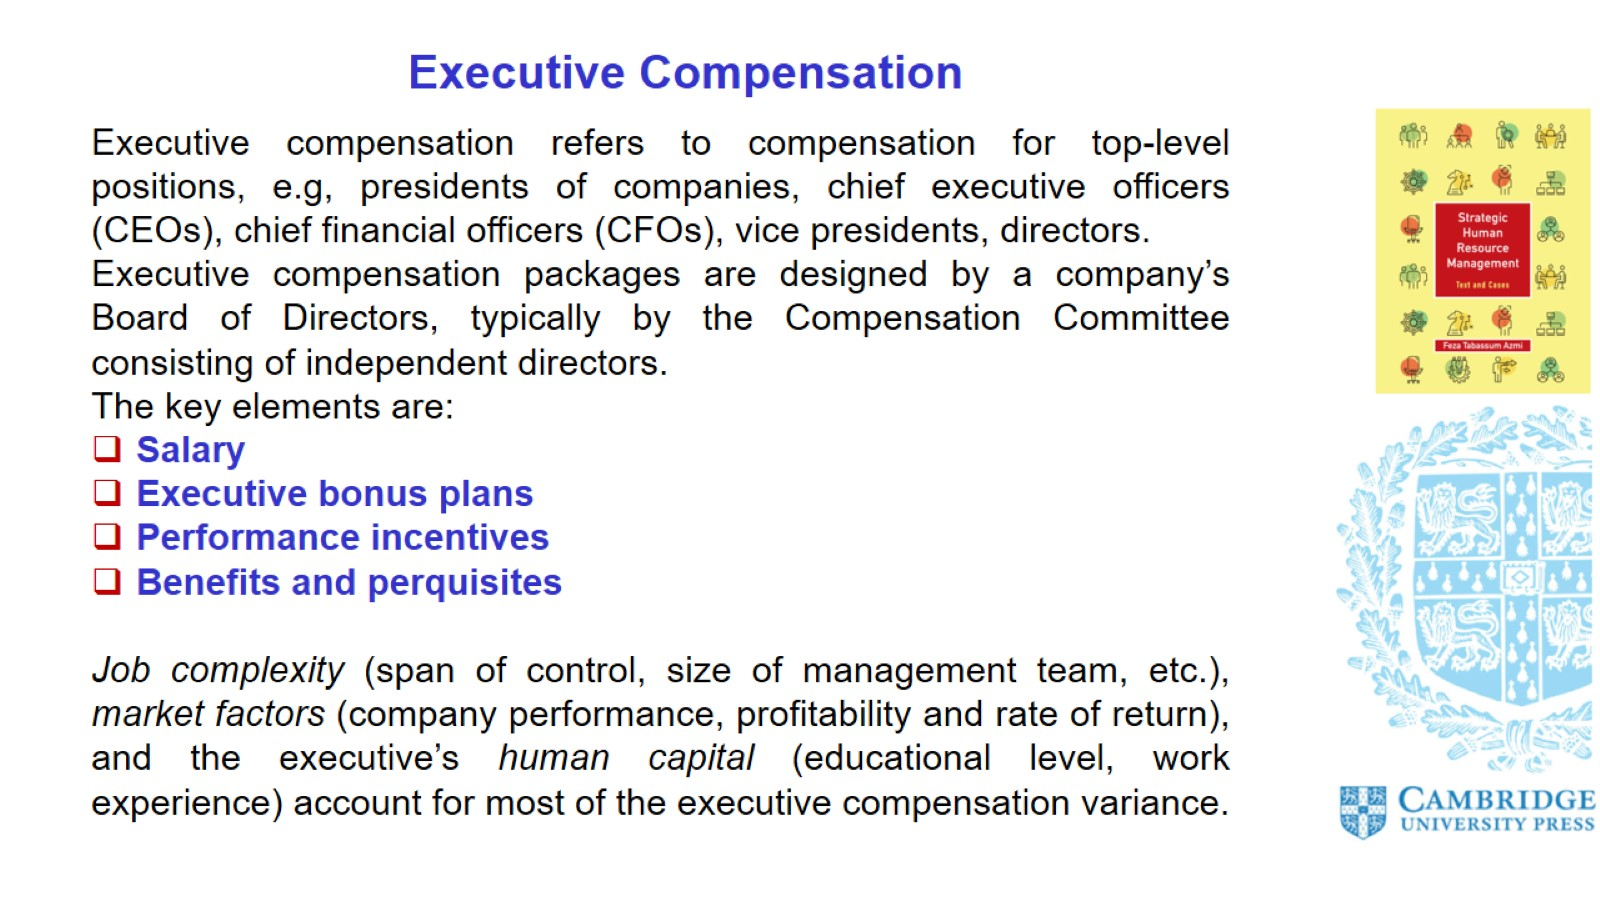 Executive Compensation
Executive compensation refers to compensation for top-level
positions, e.g, presidents of companies, chief executive officers
(CEOs), chief financial officers (CFOs), vice presidents, directors.
Executive compensation packages are designed by a company's
Board of Directors, typically by the Compensation Committee
consisting of independent directors.
The key elements are:
❑ Salary
❑ Executive bonus plans
❑ Performance incentives
❑ Benefits and perquisites
Job complexity (span of control, size of management team, etc.),
market factors (company performance, profitability and rate of return),
and the executive's human capital (educational level, work
experience) account for most of the executive compensation variance.
Strategic
Human
Resource
Management
Text and Cases
Feza Tabassum Azmi
CAMBRIDGE
UNIVERSITY PRESS